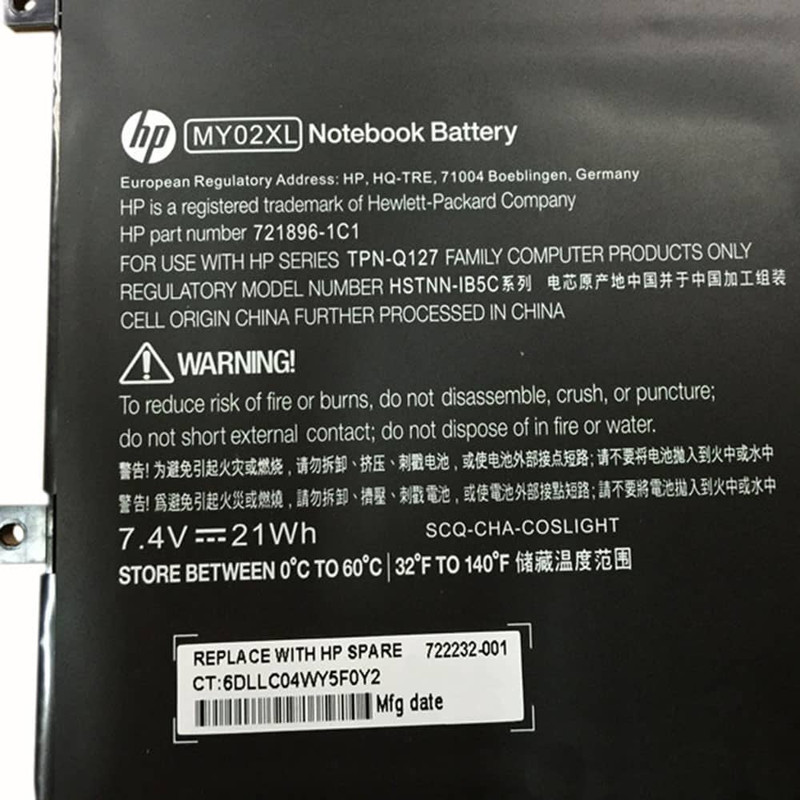 hp MY02XL Notebook Battery
European Regulatory Address: HP, HQ-TRE, 71004 Boeblingen, Germany
HP is a registered trademark of Hewlett-Packard Company
HP part number 721896-1C1
FOR USE WITH HP SERIES TPN-Q127 FAMILY COMPUTER PRODUCTS ONLY
REGULATORY MODEL NUMBER HSTNN-IB5C系列 电芯原产地中国并于中国加工组装
CELL ORIGIN CHINA FURTHER PROCESSED IN CHINA
WARNING!
To reduce risk of fire or burns, do not disassemble, crush, or puncture;
do not short external contact; do not dispose of in fire or water.
警告! 为避免引起火灾或燃烧，请勿拆卸、挤压、刺戳电池，或使电池外部接点短路；请不要将电池抛入到火中或水中
警告! 爲避免引起火災或燃燒，請勿拆卸、擠壓、刺戳電池，或使電池外部接點短路；請不要將電池拋入到火中或水中
7.4V⎓21Wh SCQ-CHA-COSLIGHT
STORE BETWEEN 0°C TO 60°C | 32°F TO 140°F 储藏温度范围
REPLACE WITH HP SPARE 722232-001
CT:6DLLC04WY5F0Y2
Mfg date